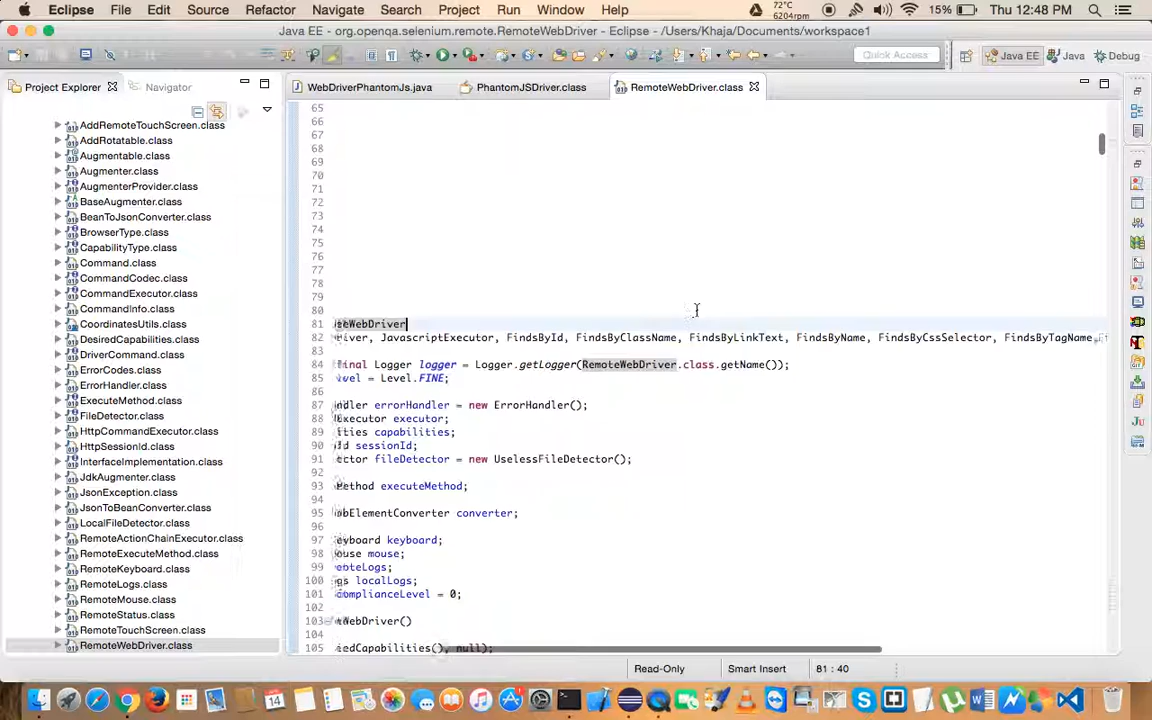 Eclipse File Edit Source Refactor Navigate Search Project Run Window Help 72°C 6204rpm 15% Thu 12:48 PM
Java EE - org.openqa.selenium.remote.RemoteWebDriver - Eclipse - /Users/Khaja/Documents/workspace1
Quick Access Java EE Java Debug
Project Explorer Navigator
WebDriverPhantomJs.java PhantomJSDriver.class RemoteWebDriver.class
AddRemoteTouchScreen.class
AddRotatable.class
Augmentable.class
Augmenter.class
AugmenterProvider.class
BaseAugmenter.class
BeanToJsonConverter.class
BrowserType.class
CapabilityType.class
Command.class
CommandCodec.class
CommandExecutor.class
CommandInfo.class
CoordinatesUtils.class
DesiredCapabilities.class
DriverCommand.class
ErrorCodes.class
ErrorHandler.class
ExecuteMethod.class
FileDetector.class
HttpCommandExecutor.class
HttpSessionId.class
InterfaceImplementation.class
JdkAugmenter.class
JsonException.class
JsonToBeanConverter.class
LocalFileDetector.class
RemoteActionChainExecutor.class
RemoteExecuteMethod.class
RemoteKeyboard.class
RemoteLogs.class
RemoteMouse.class
RemoteStatus.class
RemoteTouchScreen.class
RemoteWebDriver.class
65
66
67
68
69
70
71
72
73
74
75
76
77
78
79
80
81 teWebDriver
82 river, JavascriptExecutor, FindsById, FindsByClassName, FindsByLinkText, FindsByName, FindsByCssSelector, FindsByTagName,
83
84 final Logger logger = Logger.getLogger(RemoteWebDriver.class.getName());
85 evel = Level.FINE;
86
87 ndler errorHandler = new ErrorHandler();
88 Executor executor;
89 ities capabilities;
90 Id sessionId;
91 ector fileDetector = new UselessFileDetector();
92
93 Method executeMethod;
94
95 ebElementConverter converter;
96
97 eyboard keyboard;
98 ouse mouse;
99 moteLogs;
100 gs localLogs;
101 omplianceLevel = 0;
102
103 WebDriver()
104
105 edCapabilities(), null);
Read-Only Smart Insert 81 : 40
14